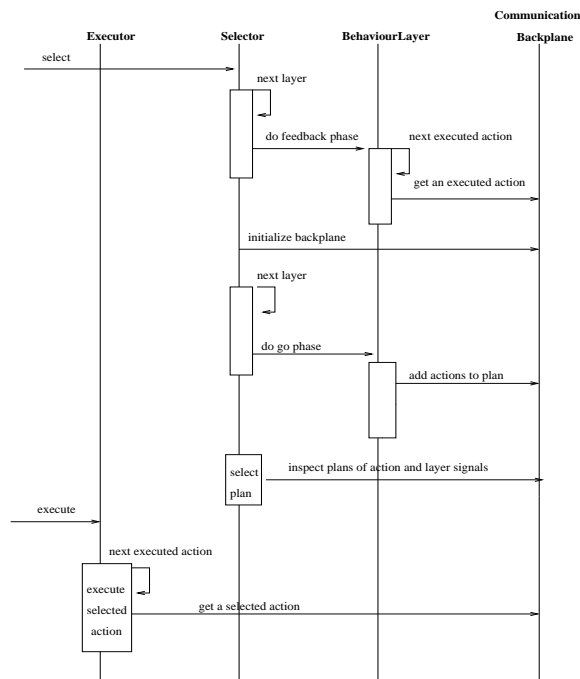 Communication
Executor
Selector
BehaviourLayer
Backplane
select
next layer
do feedback phase
next executed action
get an executed action
initialize backplane
next layer
do go phase
add actions to plan
select
plan
inspect plans of action and layer signals
execute
next executed action
execute
selected
action
get a selected action